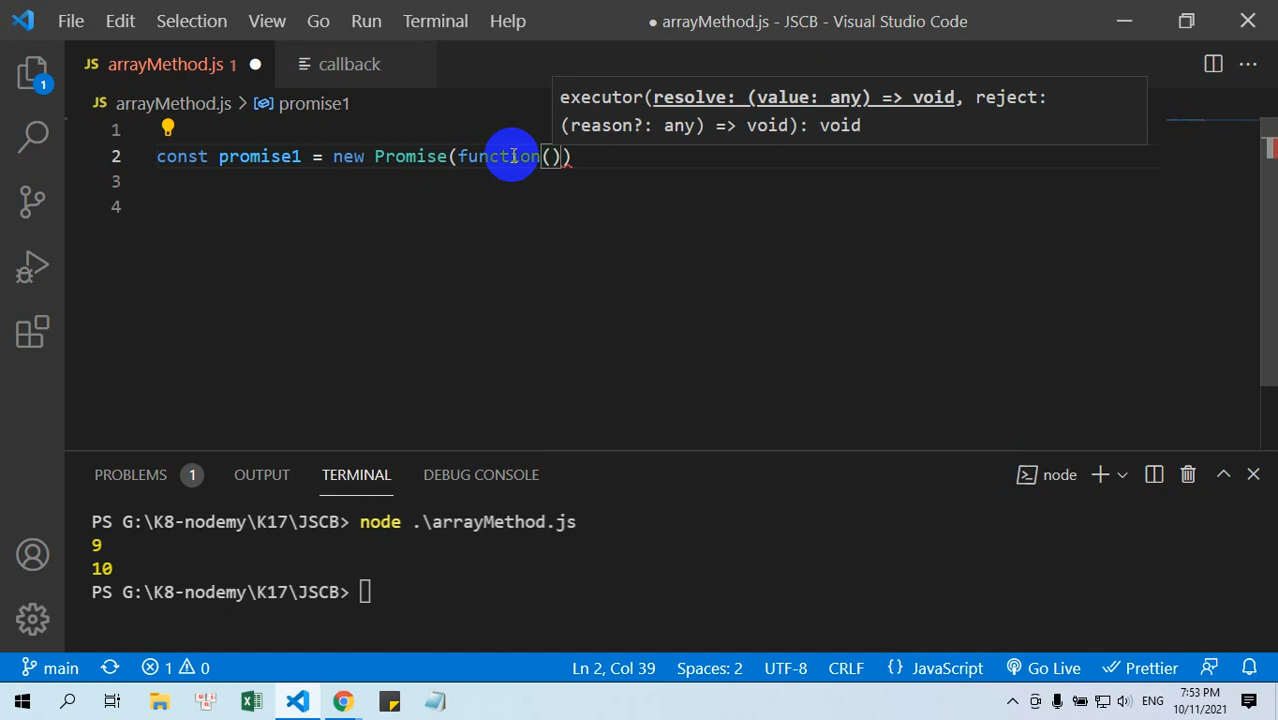 File Edit Selection View Go Run Terminal Help ● arrayMethod.js - JSCB - Visual Studio Code
JS arrayMethod.js 1 callback
1
JS arrayMethod.js > promise1
executor(resolve: (value: any) => void, reject:
(reason?: any) => void): void
1
2 const promise1 = new Promise(function())
3
4
PROBLEMS 1 OUTPUT TERMINAL DEBUG CONSOLE node
PS G:\K8-nodemy\K17\JSCB> node .\arrayMethod.js
9
10
PS G:\K8-nodemy\K17\JSCB>
main 1 0 Ln 2, Col 39 Spaces: 2 UTF-8 CRLF {} JavaScript Go Live Prettier
ENG 7:53 PM
10/11/2021